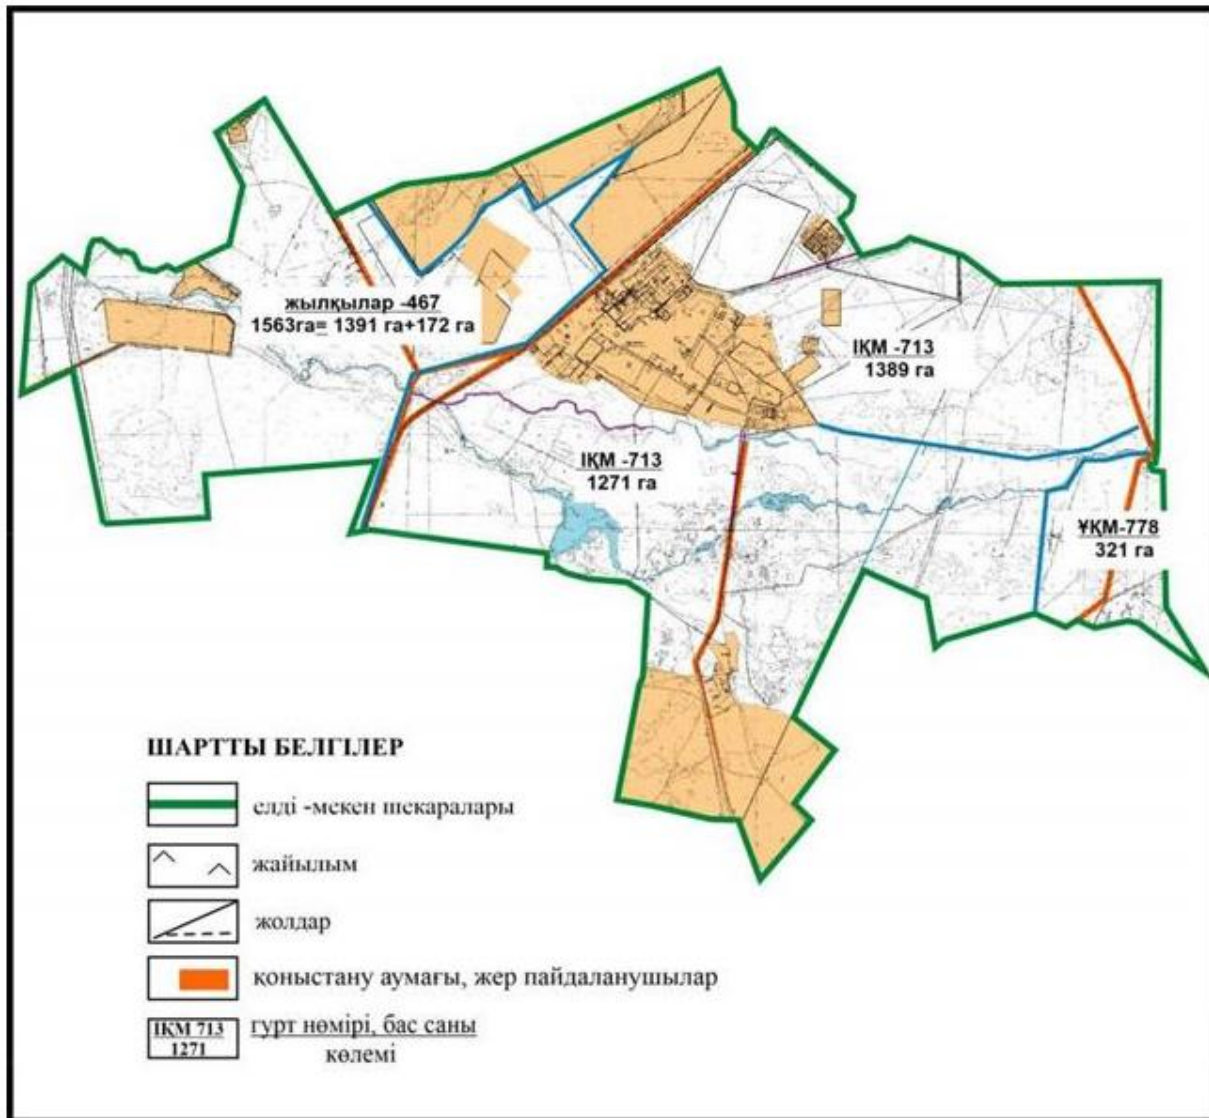 жылқылар -467
1563га= 1391 га+172 га
ІҚМ -713
1389 га
ІҚМ -713
1271 га
ҰҚМ-778
321 га
ШАРТТЫ БЕЛГІЛЕР
елді -мекен шекаралары
жайылым
жолдар
қоныстану аумағы, жер пайдаланушылар
ІҚМ 713
1271
гурт нөмірі, бас саны
көлемі